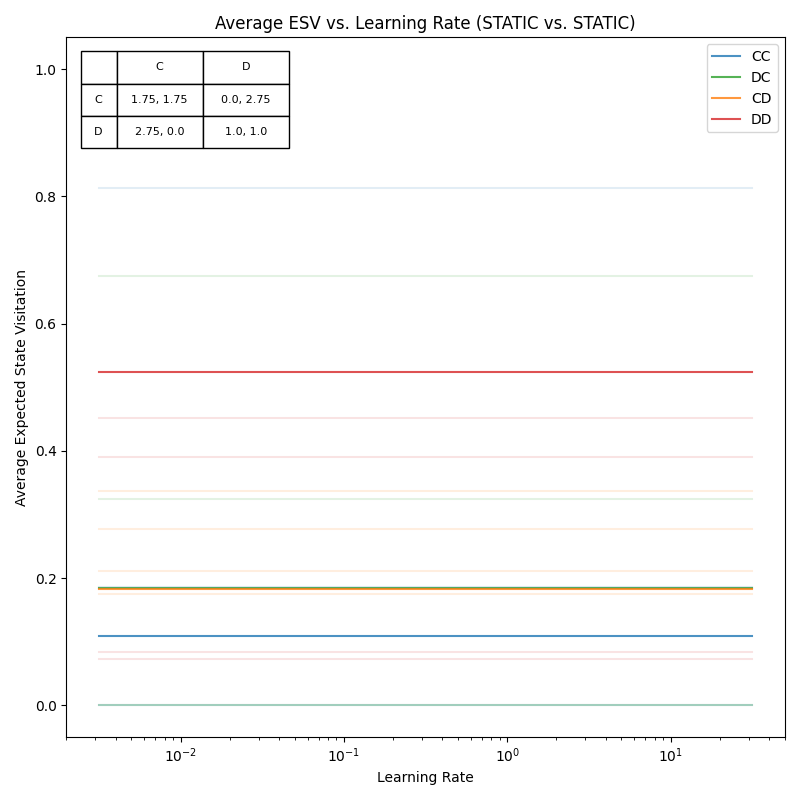 Average ESV vs. Learning Rate (STATIC vs. STATIC)
C D
C 1.75, 1.75 0.0, 2.75
D 2.75, 0.0 1.0, 1.0
CC
DC
CD
DD
1.0
0.8
0.6
0.4
0.2
0.0
Average Expected State Visitation
10⁻² 10⁻¹ 10⁰ 10¹
Learning Rate